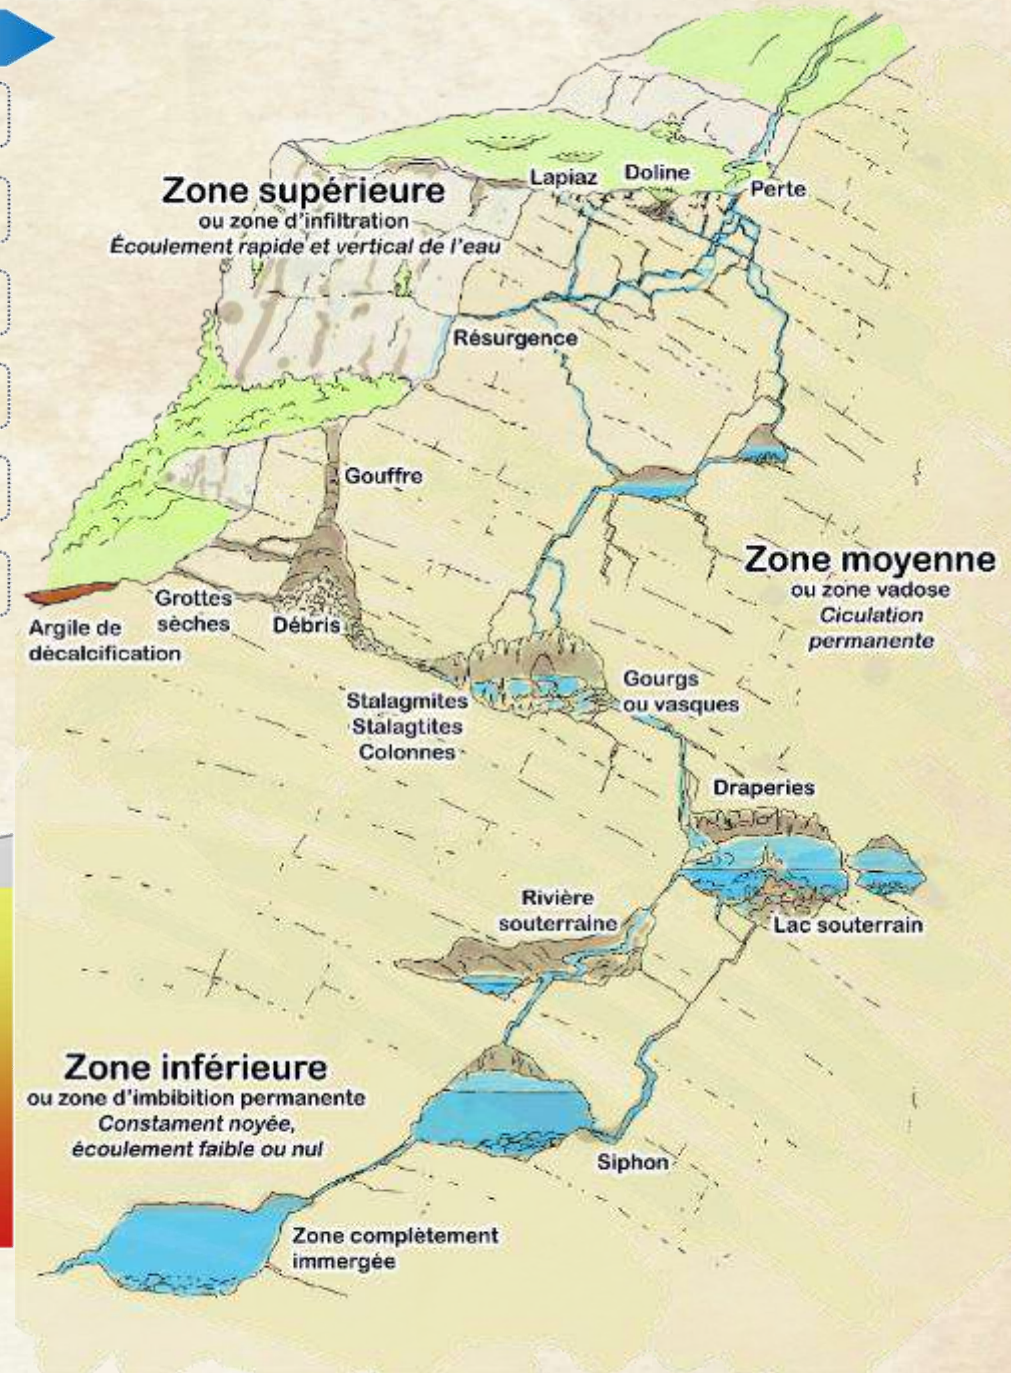 Zone supérieure
ou zone d'infiltration
Écoulement rapide et vertical de l'eau
Lapiaz
Doline
Perte
Résurgence
Gouffre
Zone moyenne
ou zone vadose
Ciculation
permanente
Grottes
sèches
Débris
Argile de
décalcification
Stalagmites
Stalagtites
Colonnes
Gourgs
ou vasques
Draperies
Rivière
souterraine
Lac souterrain
Zone inférieure
ou zone d'imbibition permanente
Constament noyée,
écoulement faible ou nul
Siphon
Zone complètement
immergée